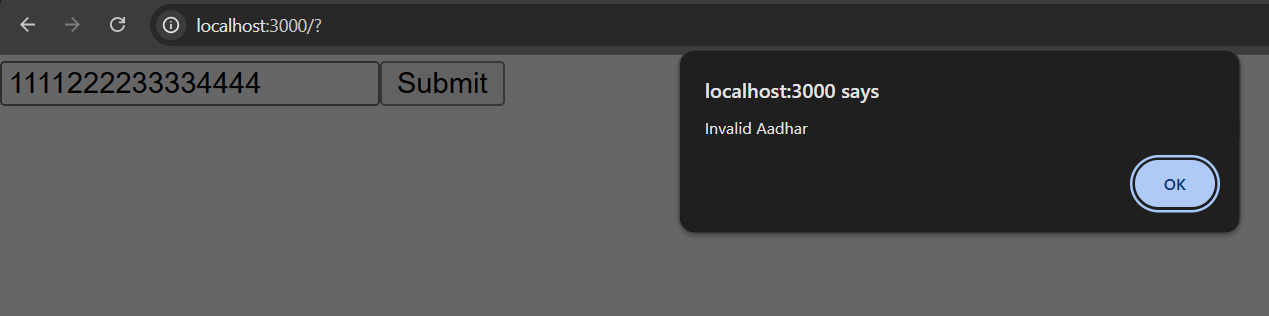 localhost:3000/?
1111222233334444 Submit
localhost:3000 says
Invalid Aadhar
OK